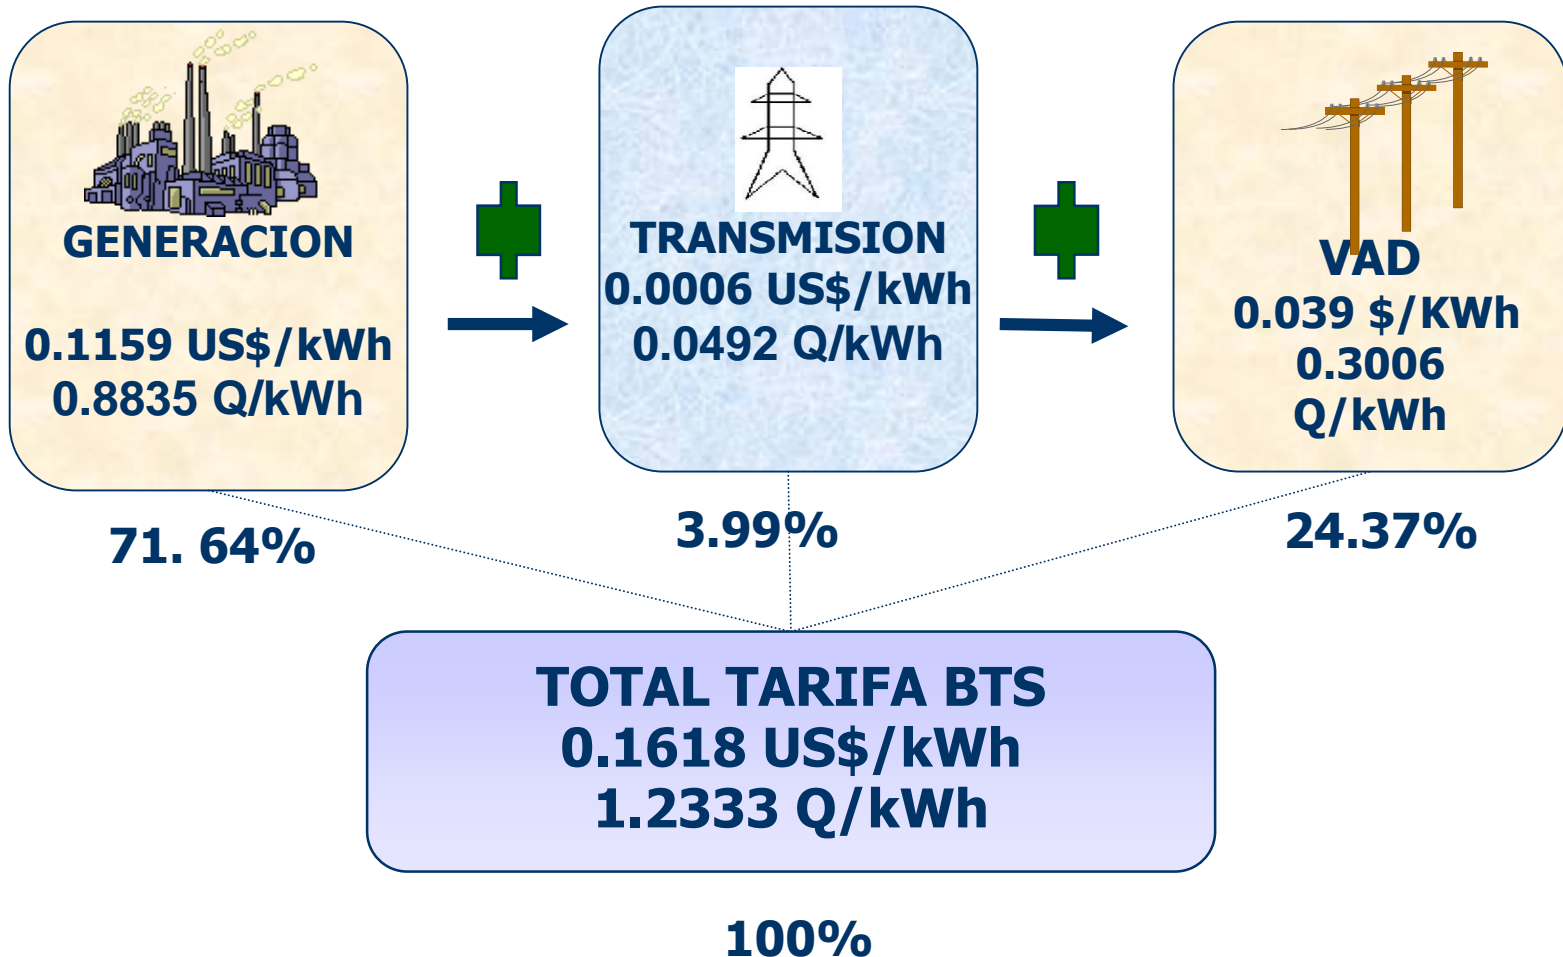 GENERACION
0.1159 US$/kWh
0.8835 Q/kWh
TRANSMISION
0.0006 US$/kWh
0.0492 Q/kWh
VAD
0.039 $/KWh
0.3006
Q/kWh
71. 64%
3.99%
24.37%
TOTAL TARIFA BTS
0.1618 US$/kWh
1.2333 Q/kWh
100%